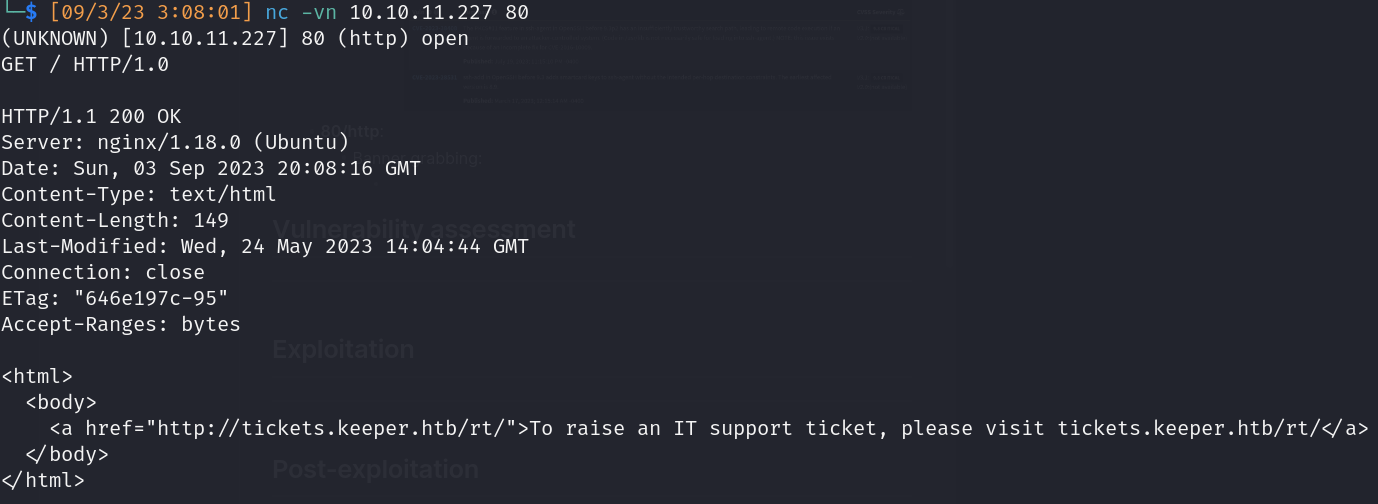 └─$ [09/3/23 3:08:01] nc -vn 10.10.11.227 80
(UNKNOWN) [10.10.11.227] 80 (http) open
GET / HTTP/1.0
HTTP/1.1 200 OK
80/http:
Server: nginx/1.18.0 (Ubuntu)
Date: Sun, 03 Sep 2023 20:08:16 GMT
Content-Type: text/html
Content-Length: 149
Vulnerability assessment
Last-Modified: Wed, 24 May 2023 14:04:44 GMT
Connection: close
ETag: "646e197c-95"
Accept-Ranges: bytes
Exploitation
<html>
  <body>
    <a href="http://tickets.keeper.htb/rt/">To raise an IT support ticket, please visit tickets.keeper.htb/rt/</a>
  </body>
Post-exploitation
</html>